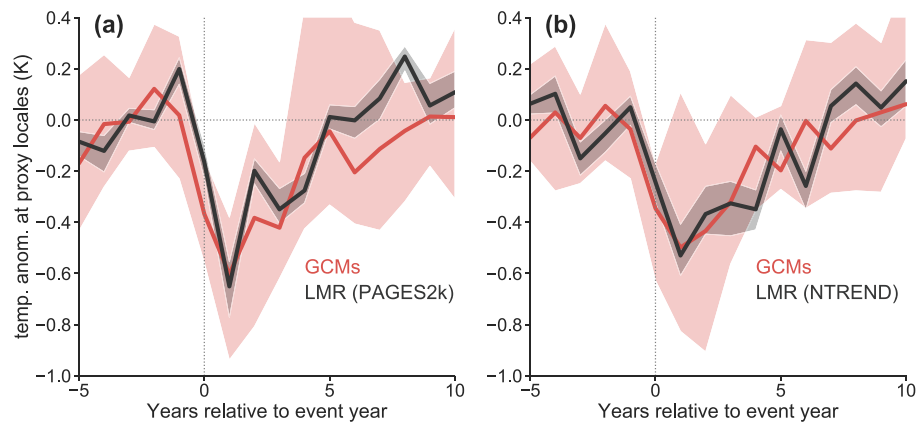 (a)
temp. anom. at proxy locales (K)
0.4
0.2
0.0
−0.2
−0.4
−0.6
−0.8
−1.0
GCMs
LMR (PAGES2k)
−5
0
5
10
Years relative to event year
(b)
0.4
0.2
0.0
−0.2
−0.4
−0.6
−0.8
−1.0
GCMs
LMR (NTREND)
−5
0
5
10
Years relative to event year